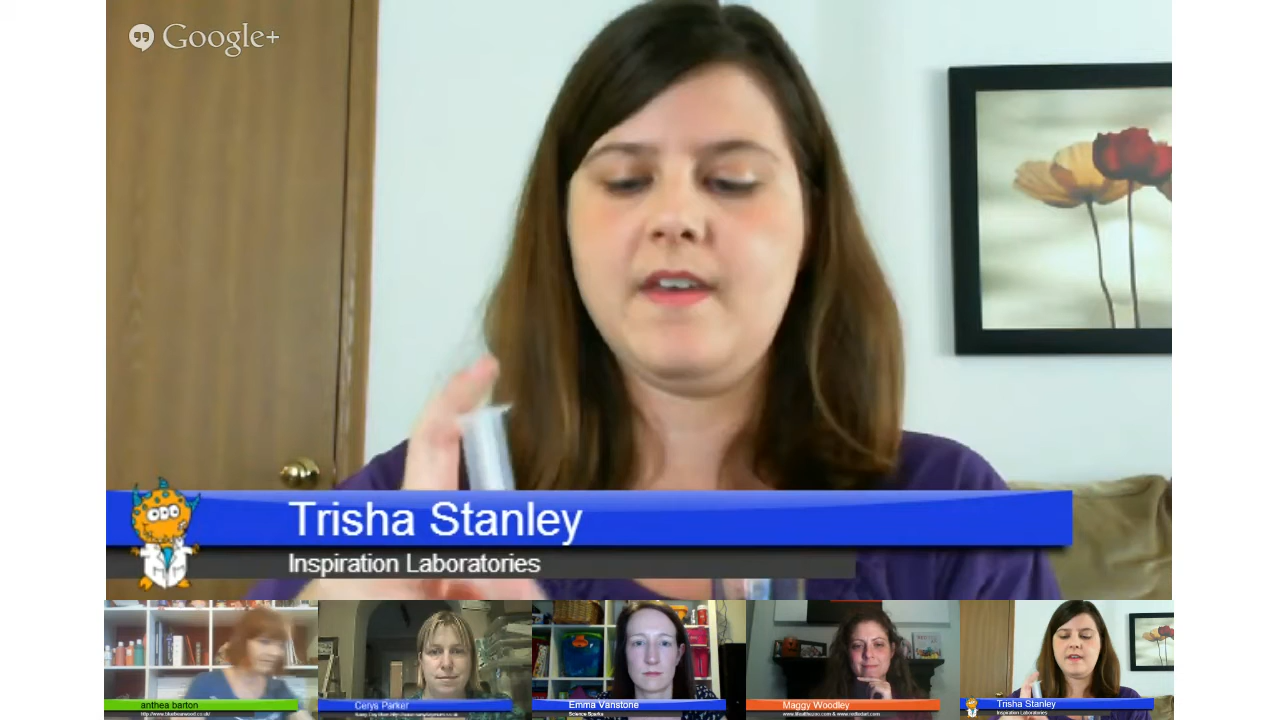 Google+
Trisha Stanley
Inspiration Laboratories
anthea barton
Cerys Parker
Emma Vanstone
Science Sparks
Maggy Woodley
Trisha Stanley
Inspiration Laboratories